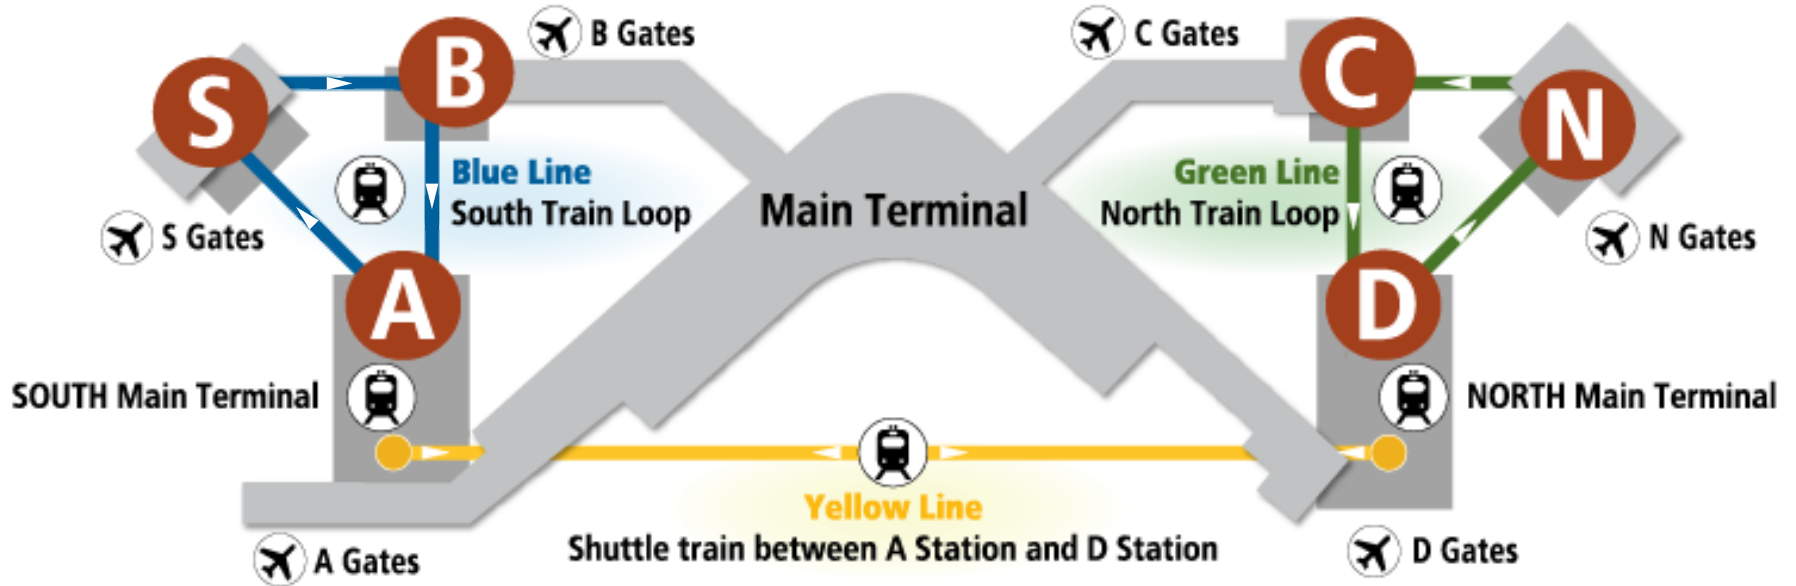 B Gates
C Gates
S
B
C
N
Blue Line
South Train Loop
Green Line
North Train Loop
Main Terminal
S Gates
N Gates
A
D
SOUTH Main Terminal
NORTH Main Terminal
Yellow Line
Shuttle train between A Station and D Station
A Gates
D Gates